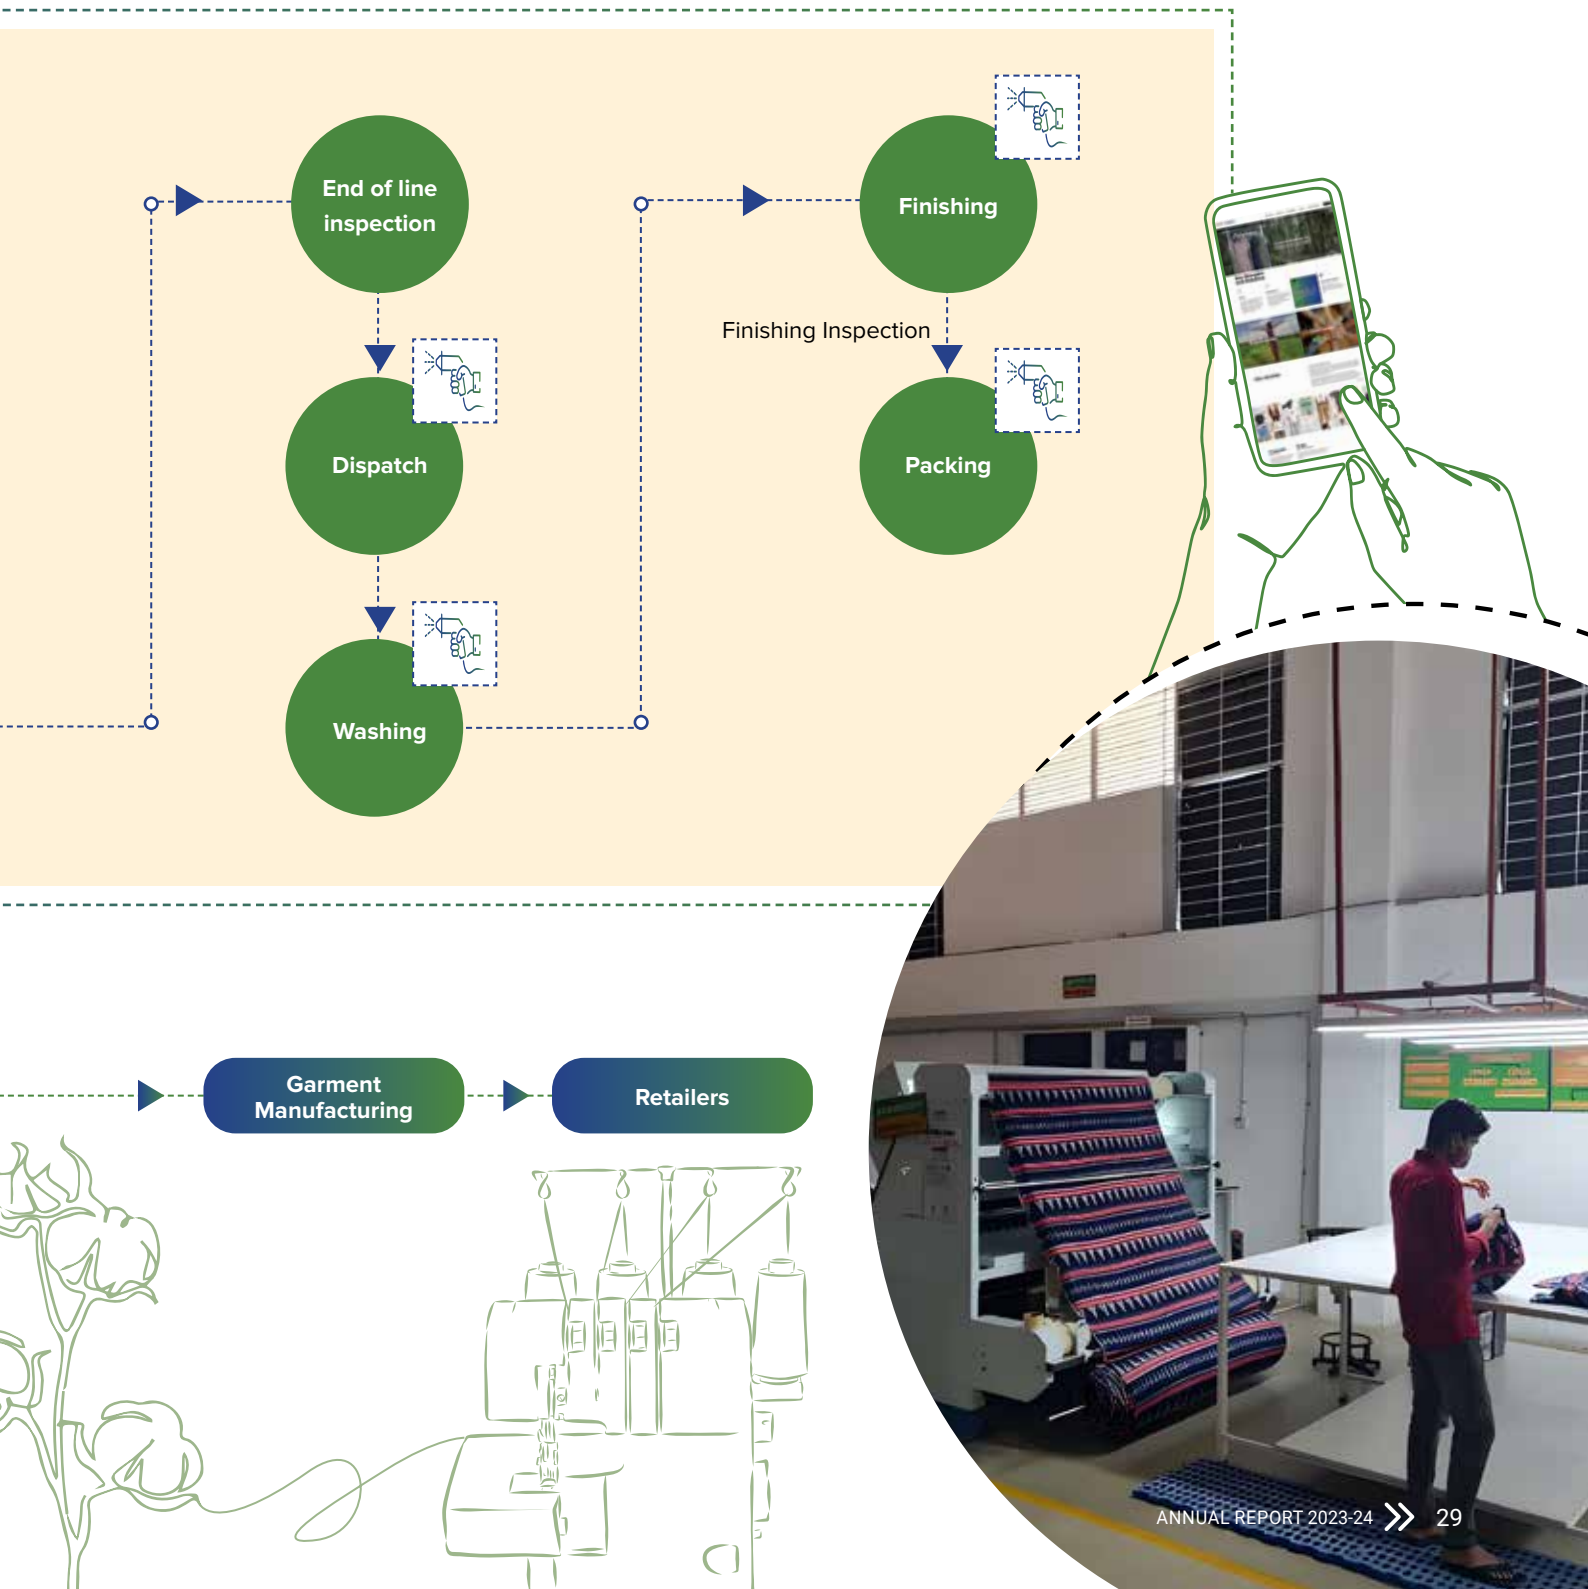 End of line
inspection
Dispatch
Washing
Finishing
Finishing Inspection
Packing
Garment
Manufacturing
Retailers
ANNUAL REPORT 2023-24
29